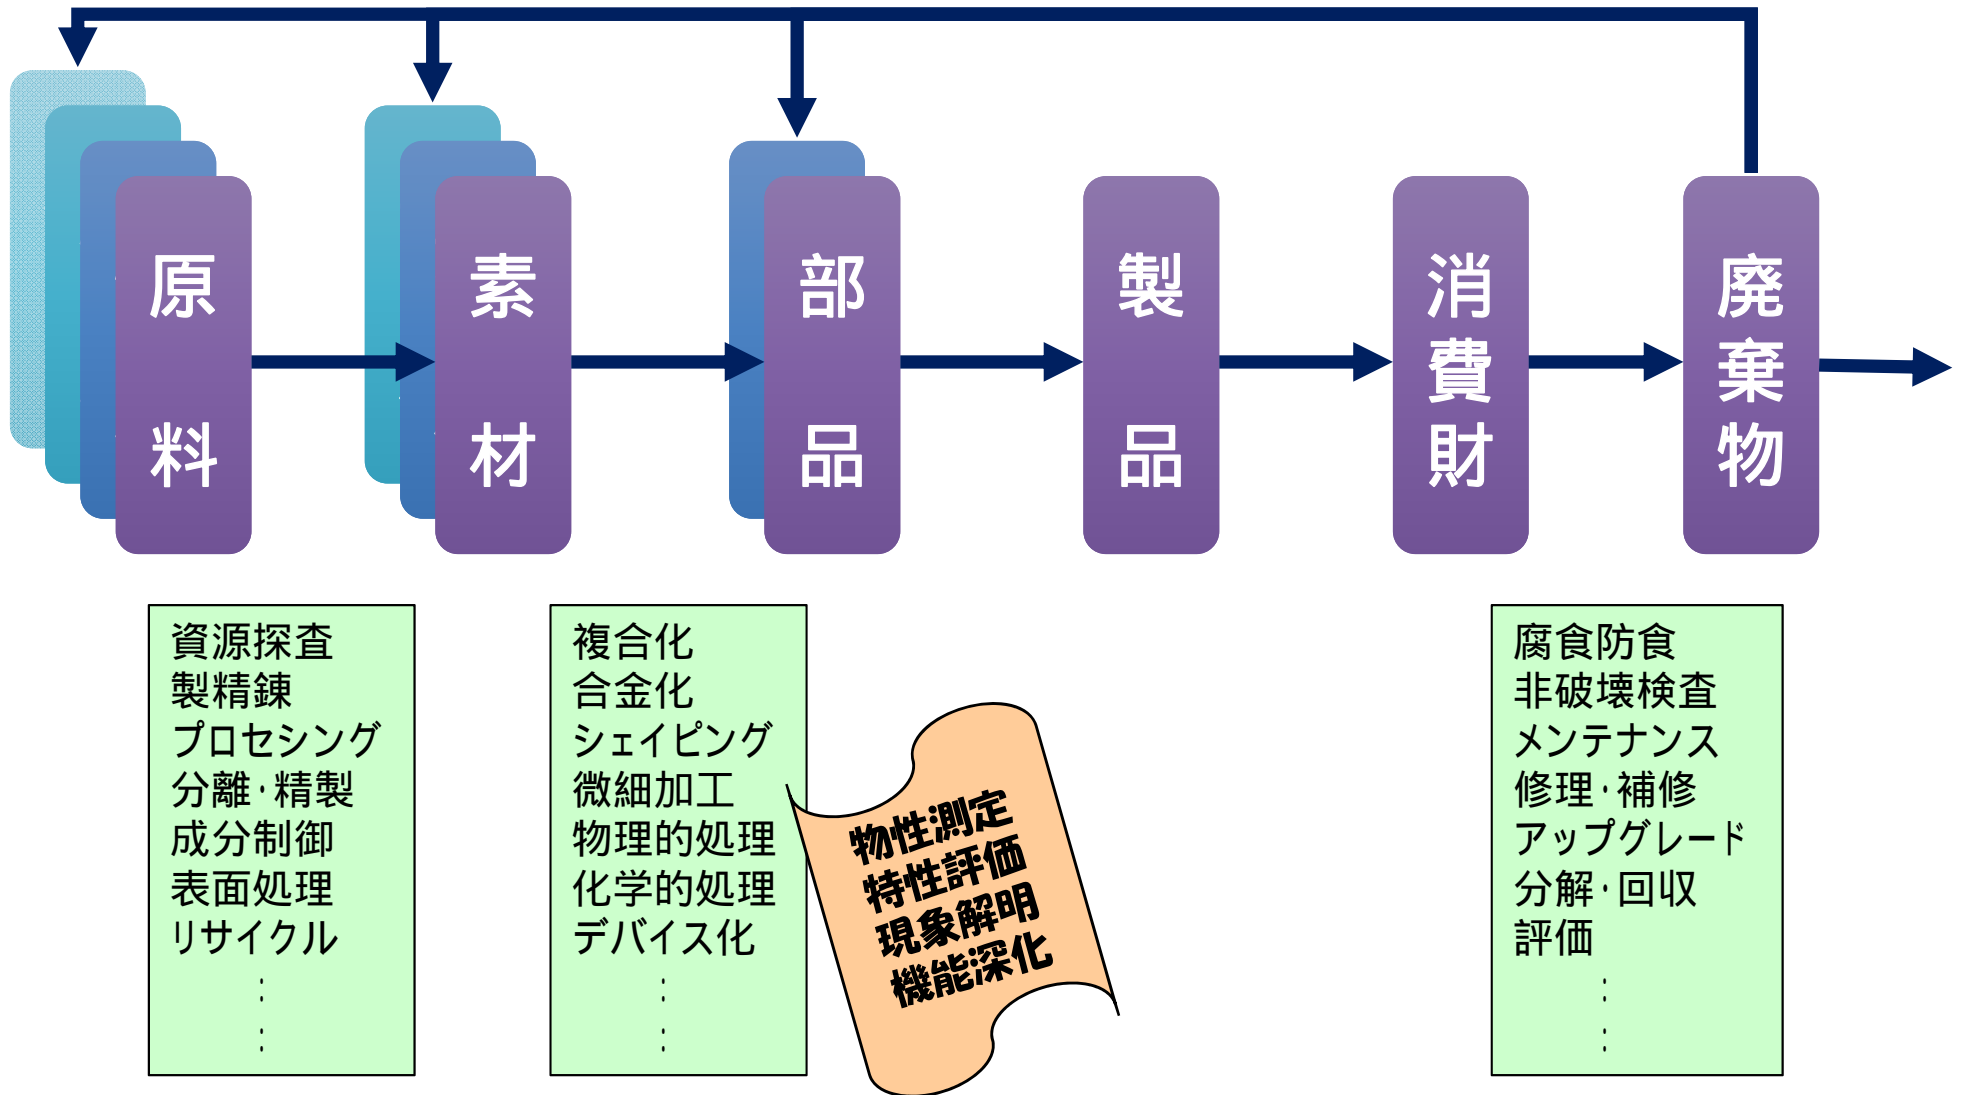 原料
素材
部品
製品
消費財
廃棄物
資源探査
製精錬
プロセシング
分離・精製
成分制御
表面処理
リサイクル
：
：
複合化
合金化
シェイピング
微細加工
物理的処理
化学的処理
デバイス化
：
：
物性測定
特性評価
現象解明
機能深化
腐食防食
非破壊検査
メンテナンス
修理・補修
アップグレード
分解・回収
評価
：
：